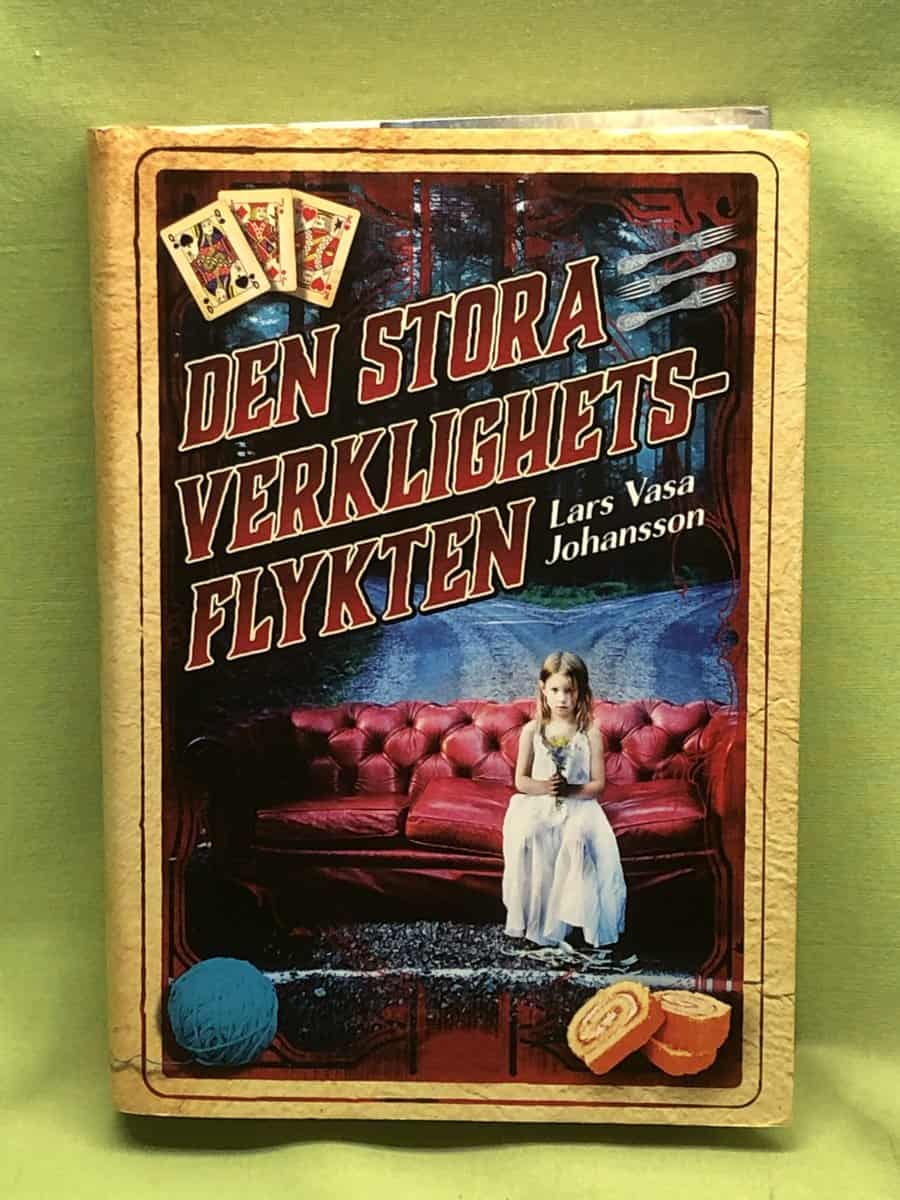 DEN STORA
VERKLIGHETS-
FLYKTEN
Lars Vasa
Johansson